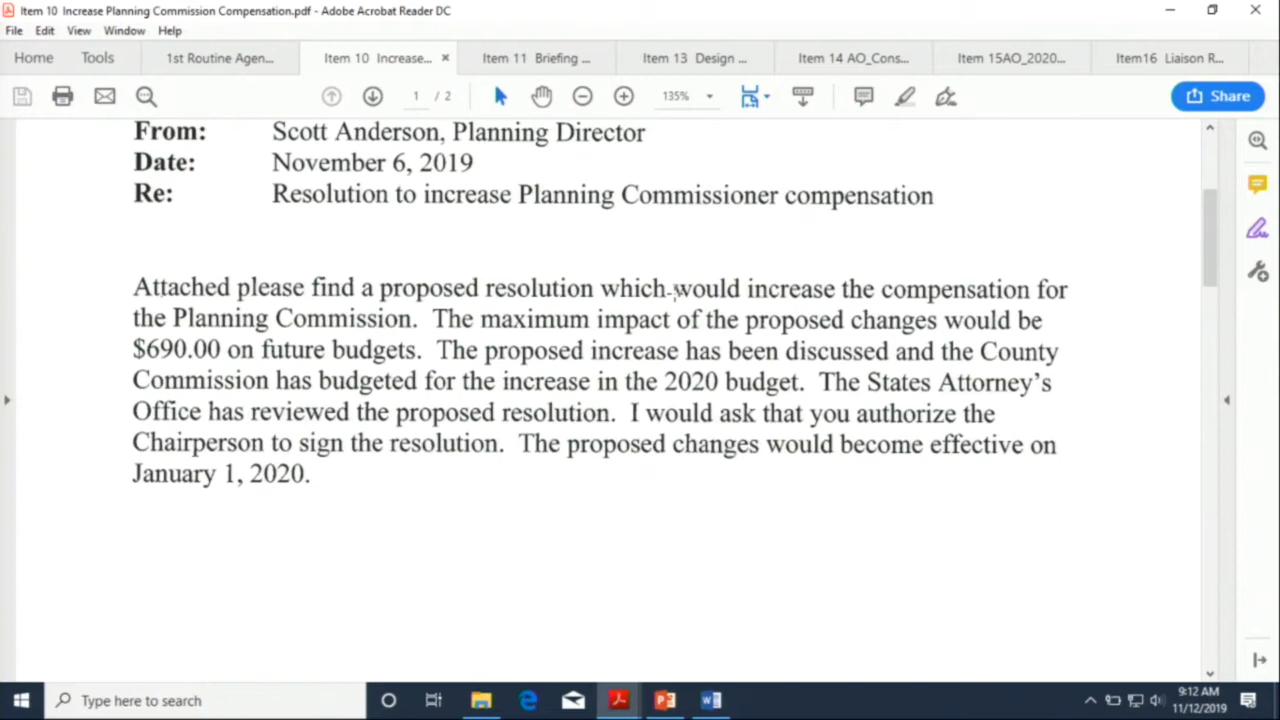 Item 10 Increase Planning Commission Compensation.pdf - Adobe Acrobat Reader DC
File Edit View Window Help
Home Tools 1st Routine Agen... Item 10 Increase... × Item 11 Briefing ... Item 13 Design ... Item 14 AO_Cons... Item 15AO_2020... Item16 Liaison R...
1 / 2 135% Share
From: Scott Anderson, Planning Director
Date: November 6, 2019
Re: Resolution to increase Planning Commissioner compensation
Attached please find a proposed resolution which would increase the compensation for
the Planning Commission. The maximum impact of the proposed changes would be
$690.00 on future budgets. The proposed increase has been discussed and the County
Commission has budgeted for the increase in the 2020 budget. The States Attorney's
Office has reviewed the proposed resolution. I would ask that you authorize the
Chairperson to sign the resolution. The proposed changes would become effective on
January 1, 2020.
Type here to search
9:12 AM
11/12/2019